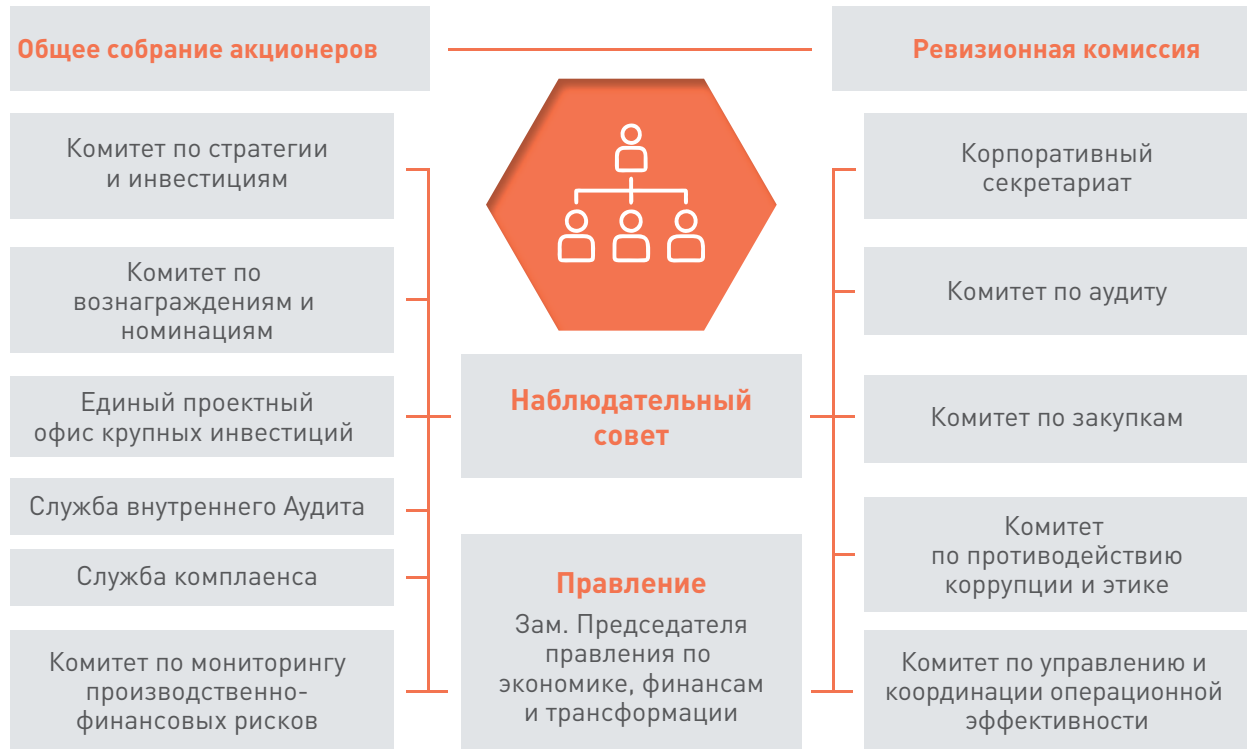 Общее собрание акционеров
Ревизионная комиссия
Комитет по стратегии
и инвестициям
Комитет по
вознаграждениям и
номинациям
Единый проектный
офис крупных инвестиций
Служба внутреннего Аудита
Служба комплаенса
Комитет по мониторингу
производственно-
финансовых рисков
Наблюдательный
совет
Правление
Зам. Председателя
правления по
экономике, финансам
и трансформации
Корпоративный
секретариат
Комитет по аудиту
Комитет по закупкам
Комитет
по противодействию
коррупции и этике
Комитет по управлению и
координации операционной
эффективности